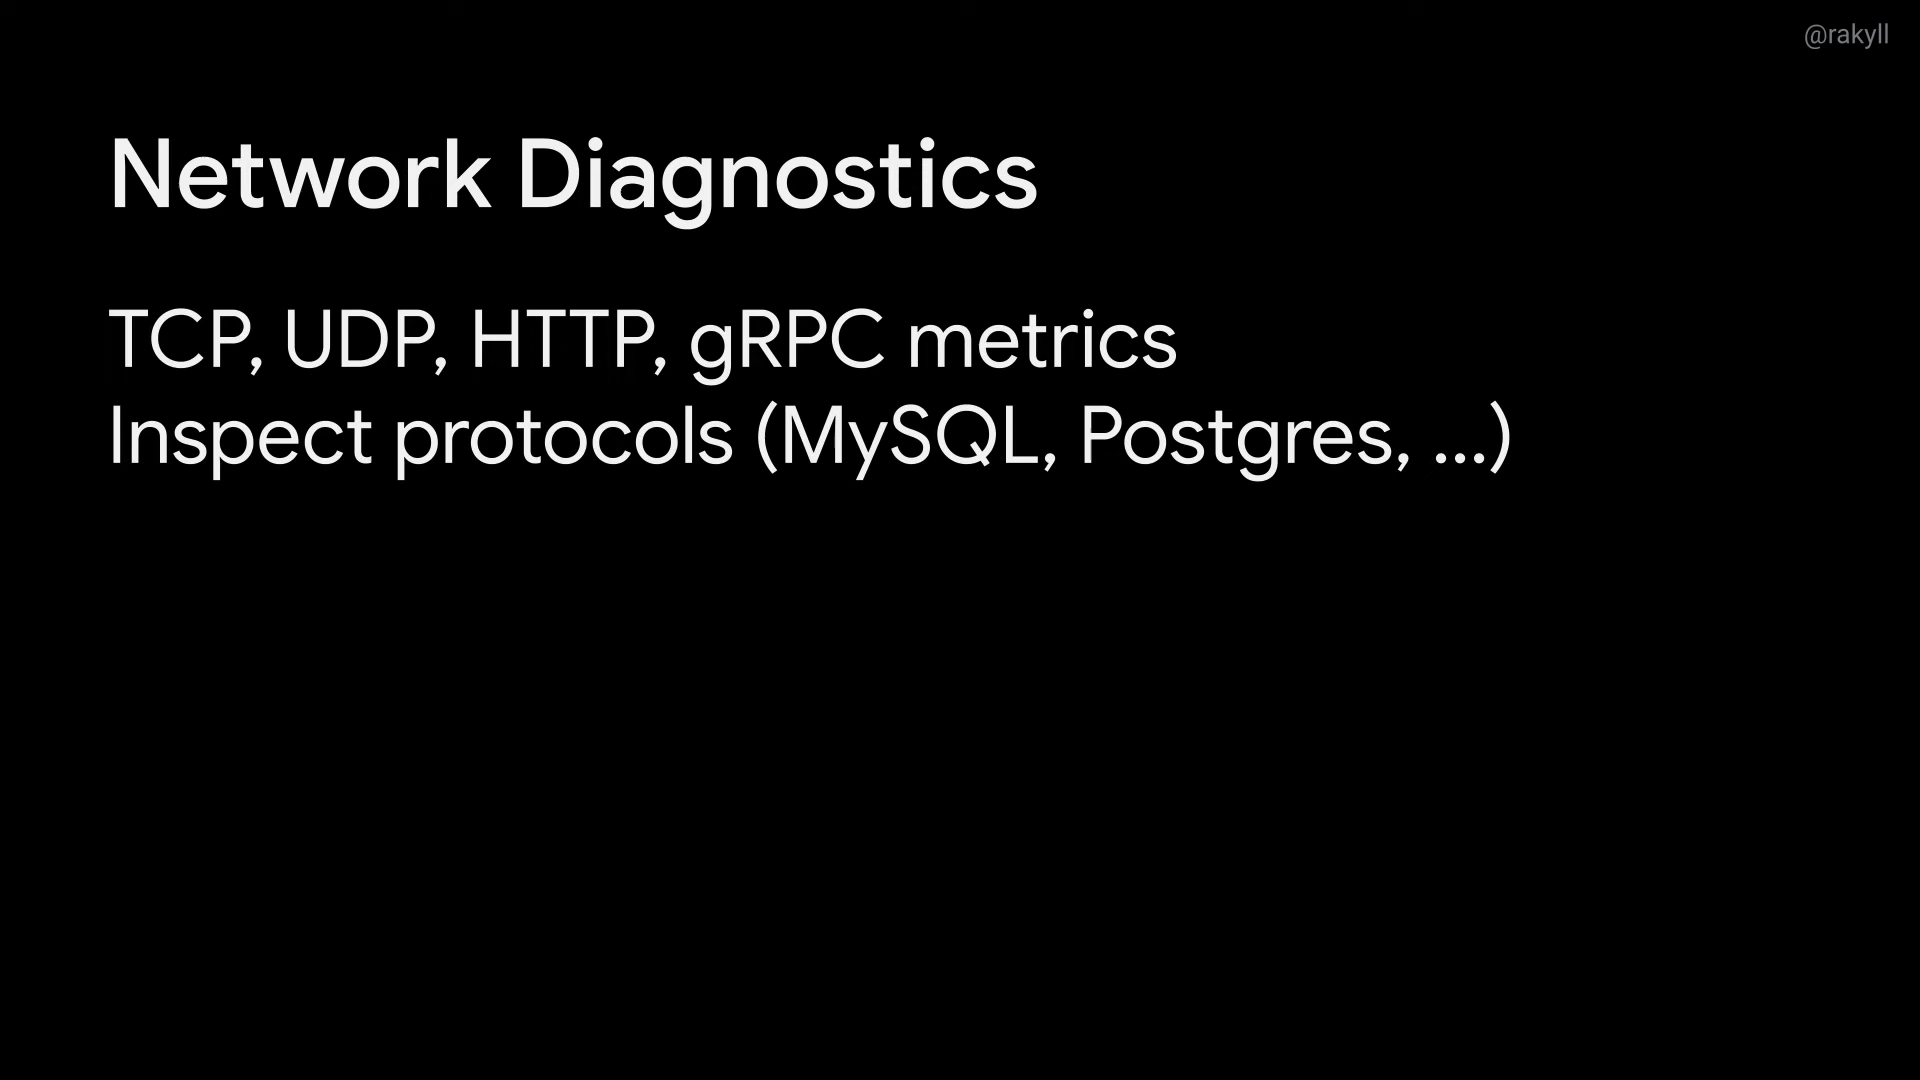 @rakyll
Network Diagnostics
TCP, UDP, HTTP, gRPC metrics
Inspect protocols (MySQL, Postgres, ...)